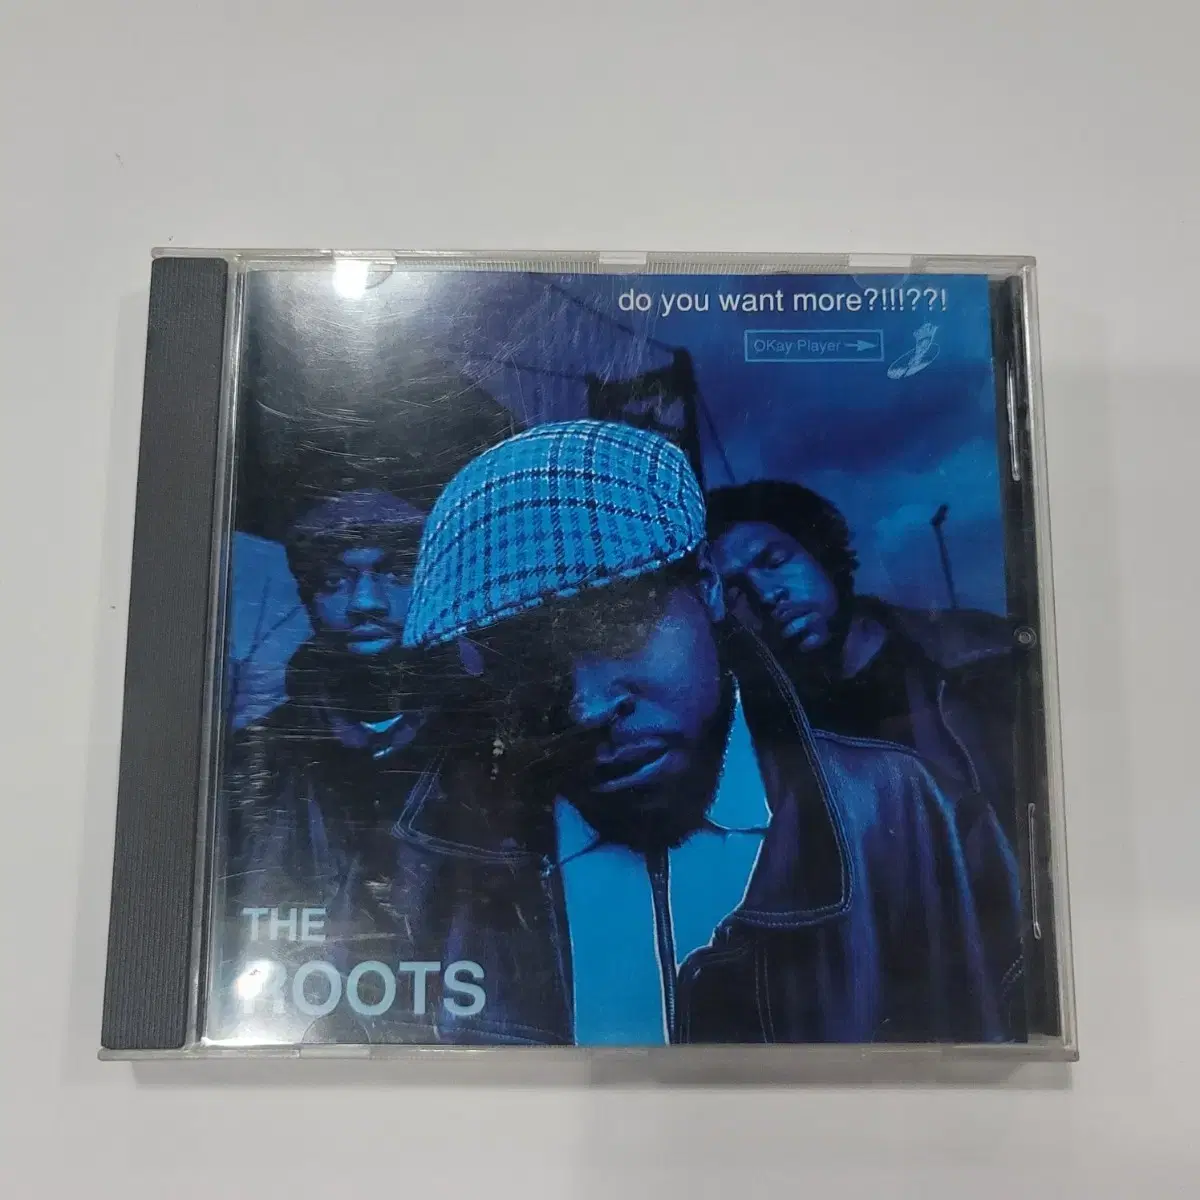 do you want more?!!!??!
OKay Player
THE
ROOTS